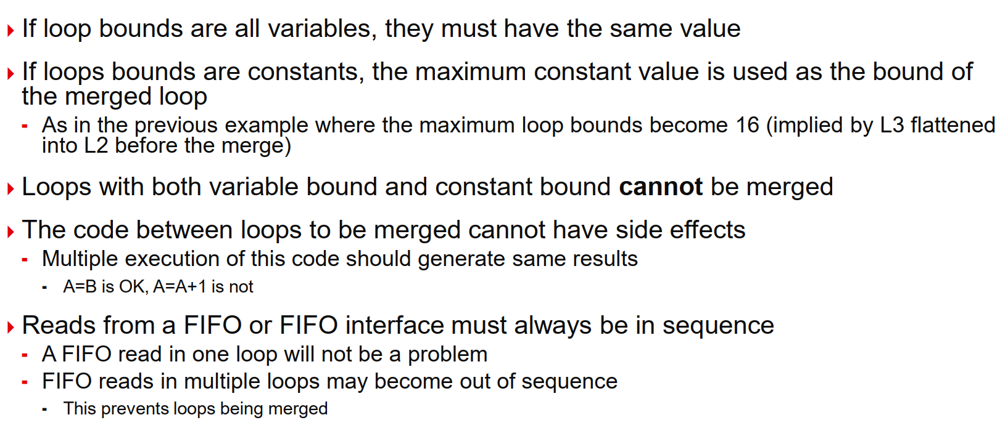 If loop bounds are all variables, they must have the same value
If loops bounds are constants, the maximum constant value is used as the bound of
the merged loop
- As in the previous example where the maximum loop bounds become 16 (implied by L3 flattened
into L2 before the merge)
Loops with both variable bound and constant bound cannot be merged
The code between loops to be merged cannot have side effects
- Multiple execution of this code should generate same results
- A=B is OK, A=A+1 is not
Reads from a FIFO or FIFO interface must always be in sequence
- A FIFO read in one loop will not be a problem
- FIFO reads in multiple loops may become out of sequence
- This prevents loops being merged